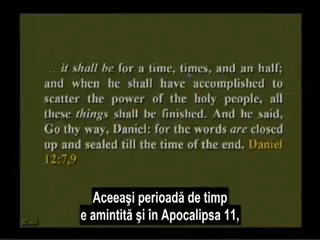 ... it shall be for a time, times, and an half;
and when he shall have accomplished to
scatter the power of the holy people, all
these things shall be finished. And he said,
Go thy way, Daniel: for the words are closed
up and sealed till the time of the end. Daniel
12:7,9
Aceeaşi perioadă de timp
e amintită şi în Apocalipsa 11,